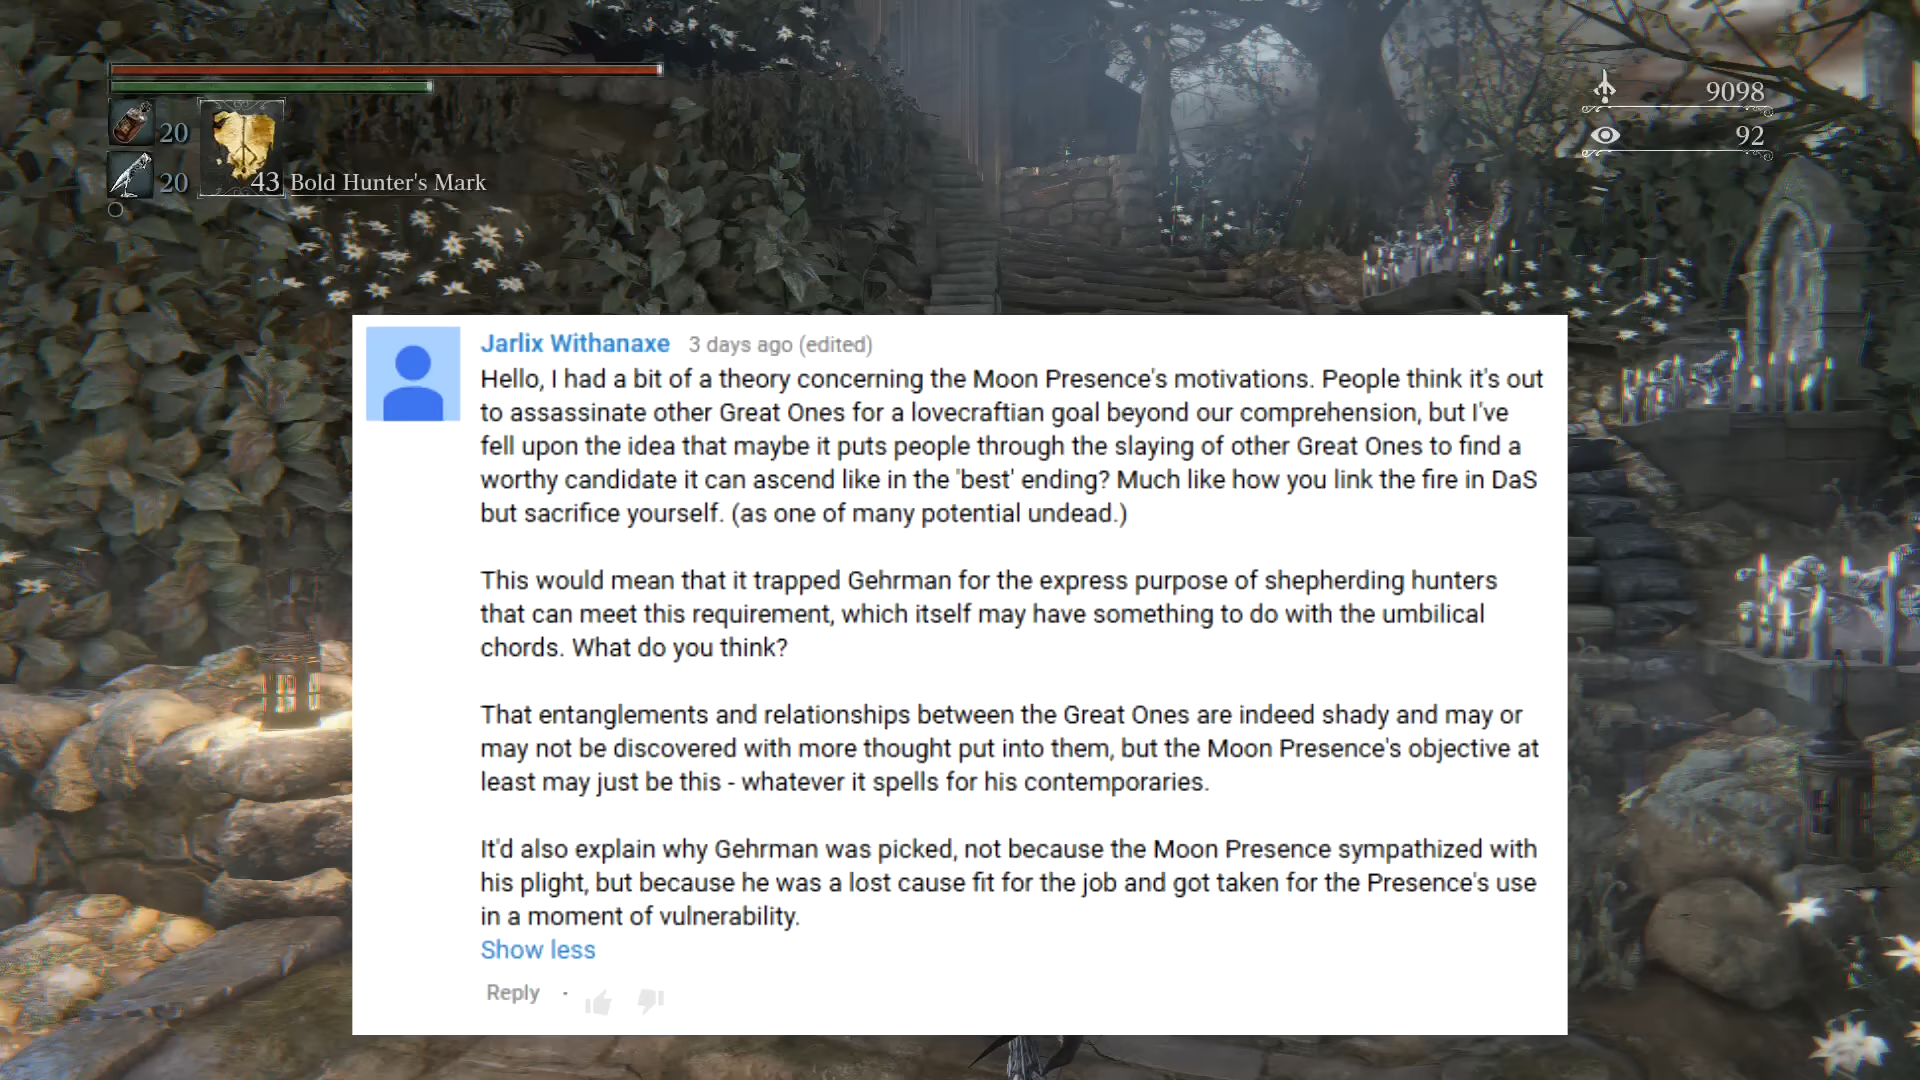 9098
20
92
20
43 Bold Hunter's Mark
Jarlix Withanaxe 3 days ago (edited)
Hello, I had a bit of a theory concerning the Moon Presence's motivations. People think it's out
to assassinate other Great Ones for a lovecraftian goal beyond our comprehension, but I've
fell upon the idea that maybe it puts people through the slaying of other Great Ones to find a
worthy candidate it can ascend like in the 'best' ending? Much like how you link the fire in DaS
but sacrifice yourself. (as one of many potential undead.)
This would mean that it trapped Gehrman for the express purpose of shepherding hunters
that can meet this requirement, which itself may have something to do with the umbilical
chords. What do you think?
That entanglements and relationships between the Great Ones are indeed shady and may or
may not be discovered with more thought put into them, but the Moon Presence's objective at
least may just be this - whatever it spells for his contemporaries.
It'd also explain why Gehrman was picked, not because the Moon Presence sympathized with
his plight, but because he was a lost cause fit for the job and got taken for the Presence's use
in a moment of vulnerability.
Show less
Reply ·